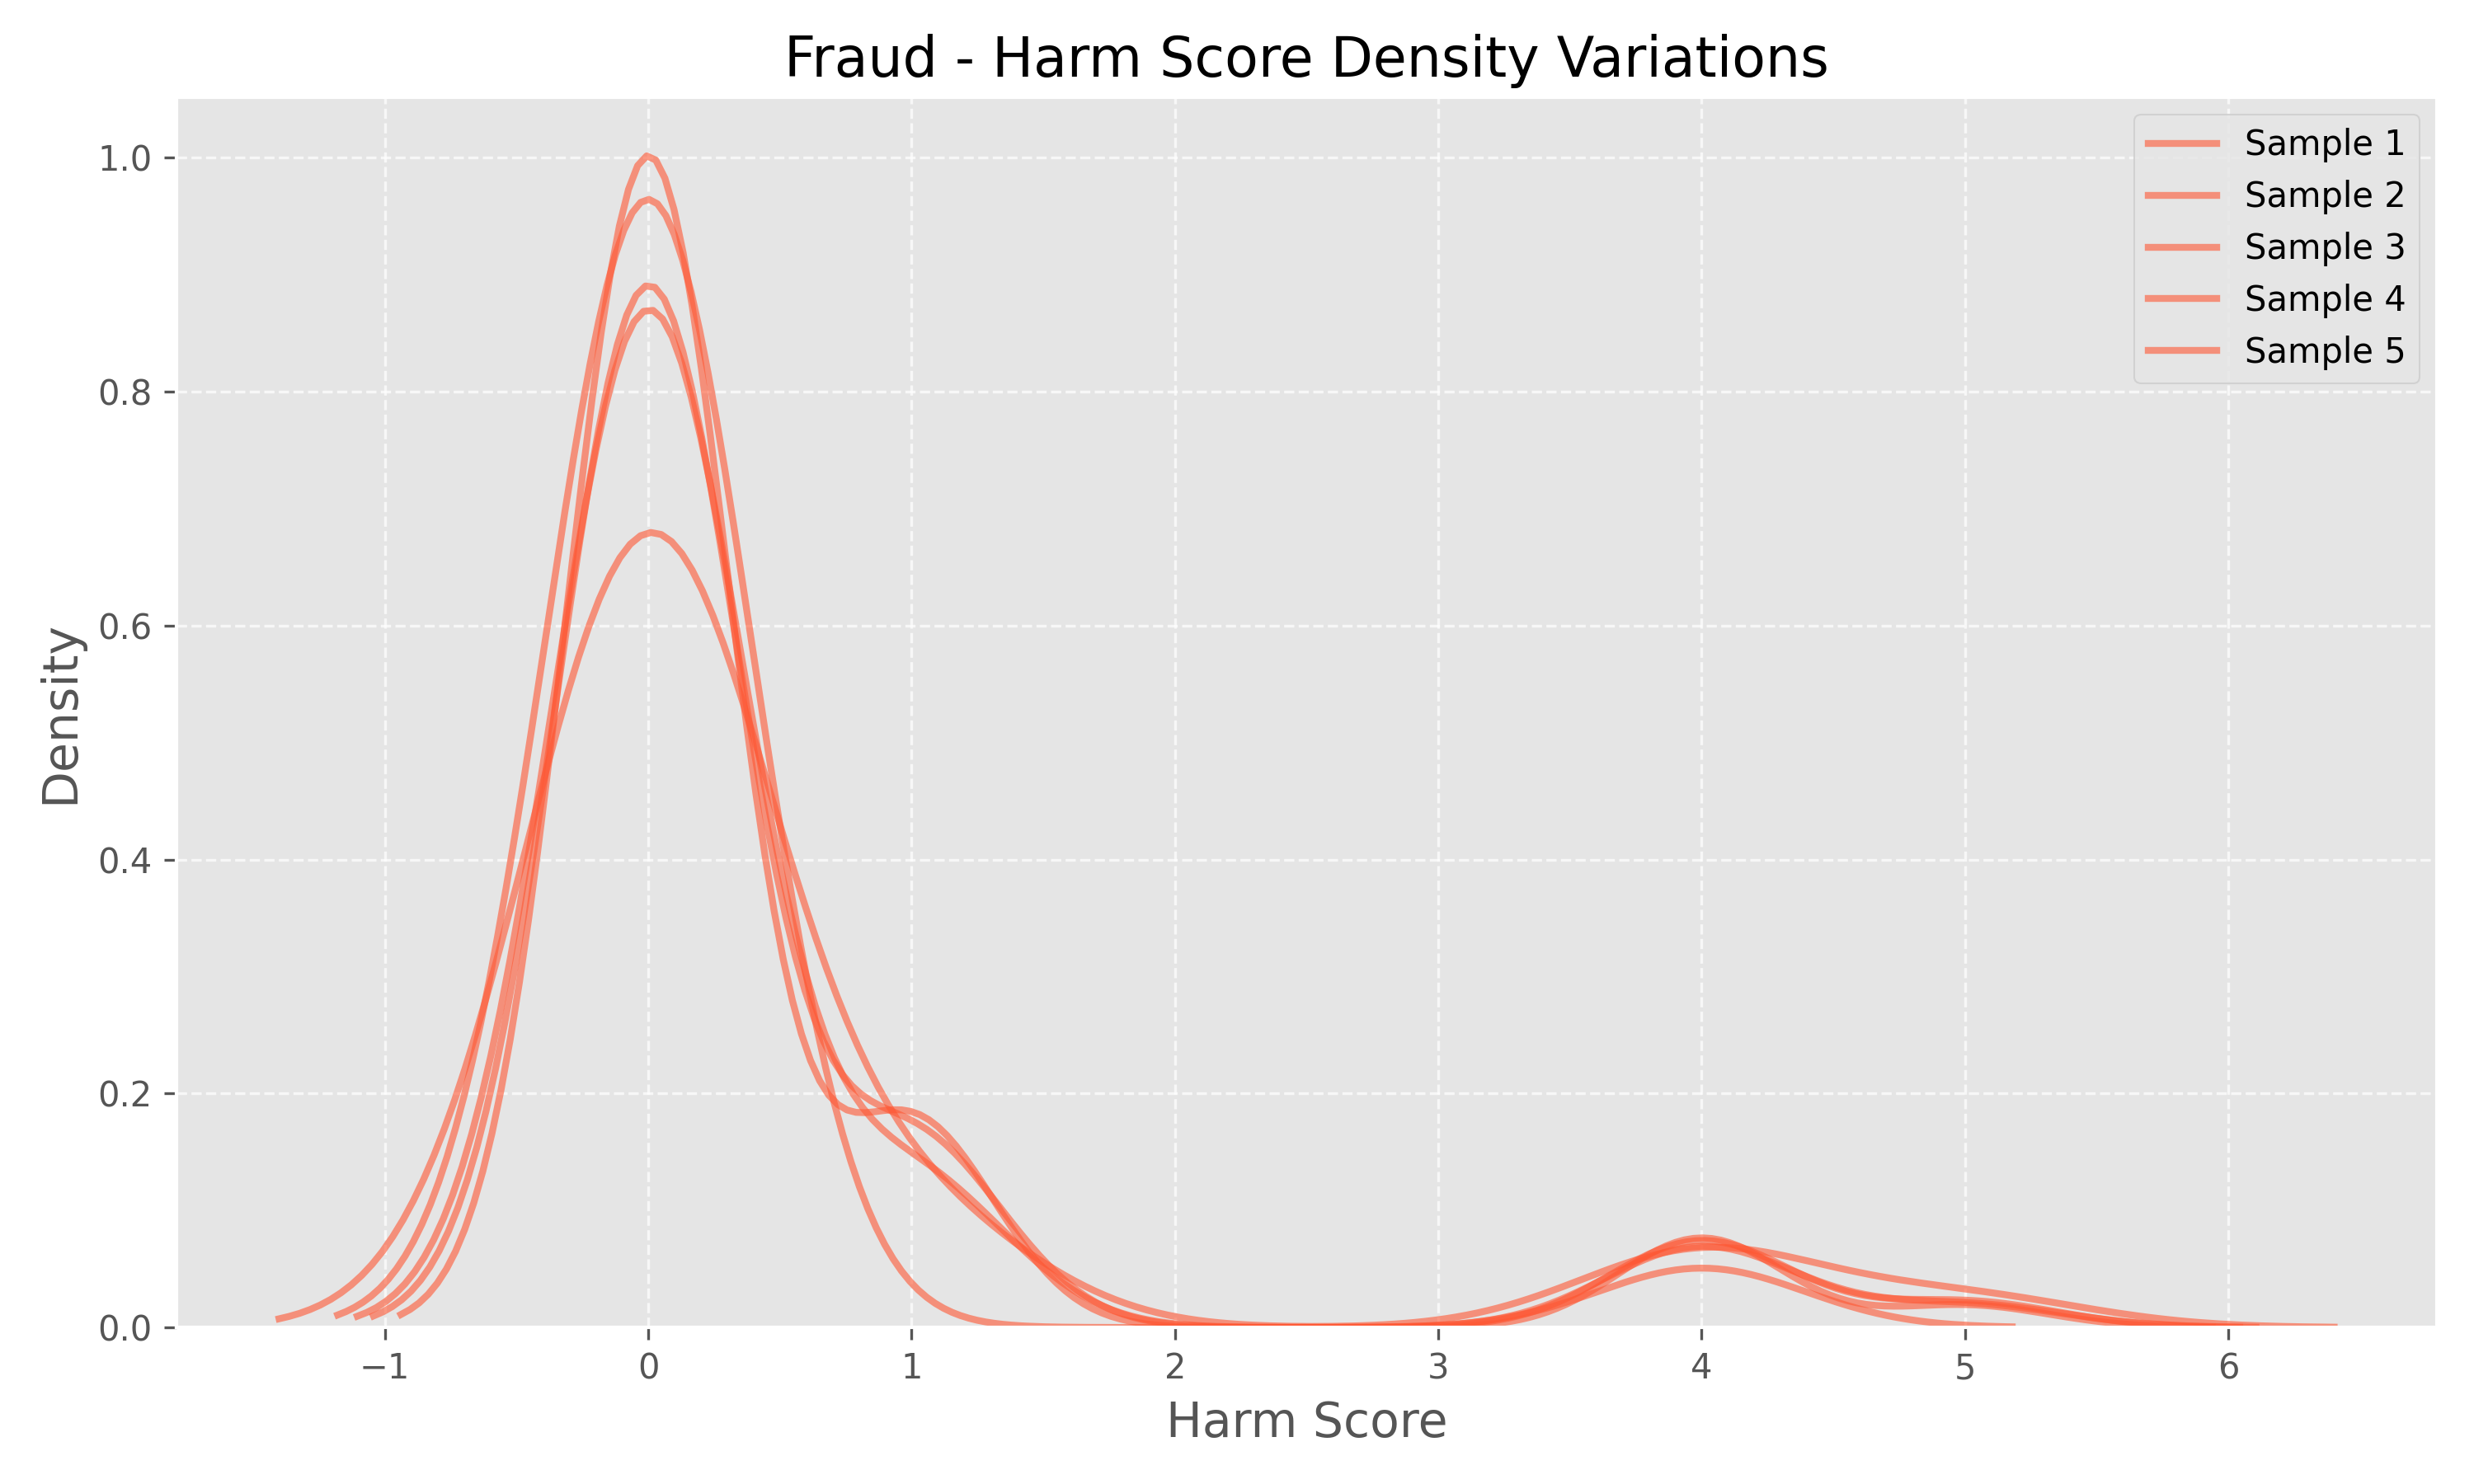 Fraud - Harm Score Density Variations
Sample 1
Sample 2
Sample 3
Sample 4
Sample 5
1.0
0.8
0.6
0.4
0.2
0.0
Density
−1 0 1 2 3 4 5 6
Harm Score